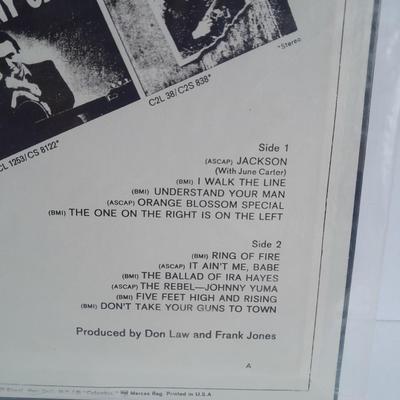 *Stereo
C2L 38/C2S 838*
CL 1253/CS 8122*
Side 1
(ASCAP) JACKSON
(With June Carter)
(BMI) I WALK THE LINE
(BMI) UNDERSTAND YOUR MAN
(ASCAP) ORANGE BLOSSOM SPECIAL
(BMI) THE ONE ON THE RIGHT IS ON THE LEFT
Side 2
(BMI) RING OF FIRE
(ASCAP) IT AIN'T ME, BABE
(BMI) THE BALLAD OF IRA HAYES
(ASCAP) THE REBEL—JOHNNY YUMA
(BMI) FIVE FEET HIGH AND RISING
(BMI) DON'T TAKE YOUR GUNS TO TOWN
Produced by Don Law and Frank Jones
A
"Columbia," Marcas Reg. Printed in U.S.A